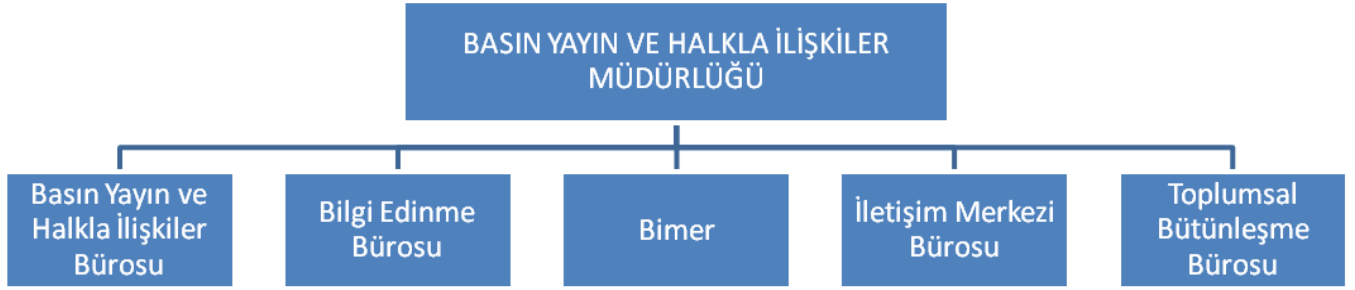 BASIN YAYIN VE HALKLA İLİŞKİLER
MÜDÜRLÜĞÜ
Basın Yayın ve
Halkla İlişkiler
Bürosu
Bilgi Edinme
Bürosu
Bimer
İletişim Merkezi
Bürosu
Toplumsal
Bütünleşme
Bürosu